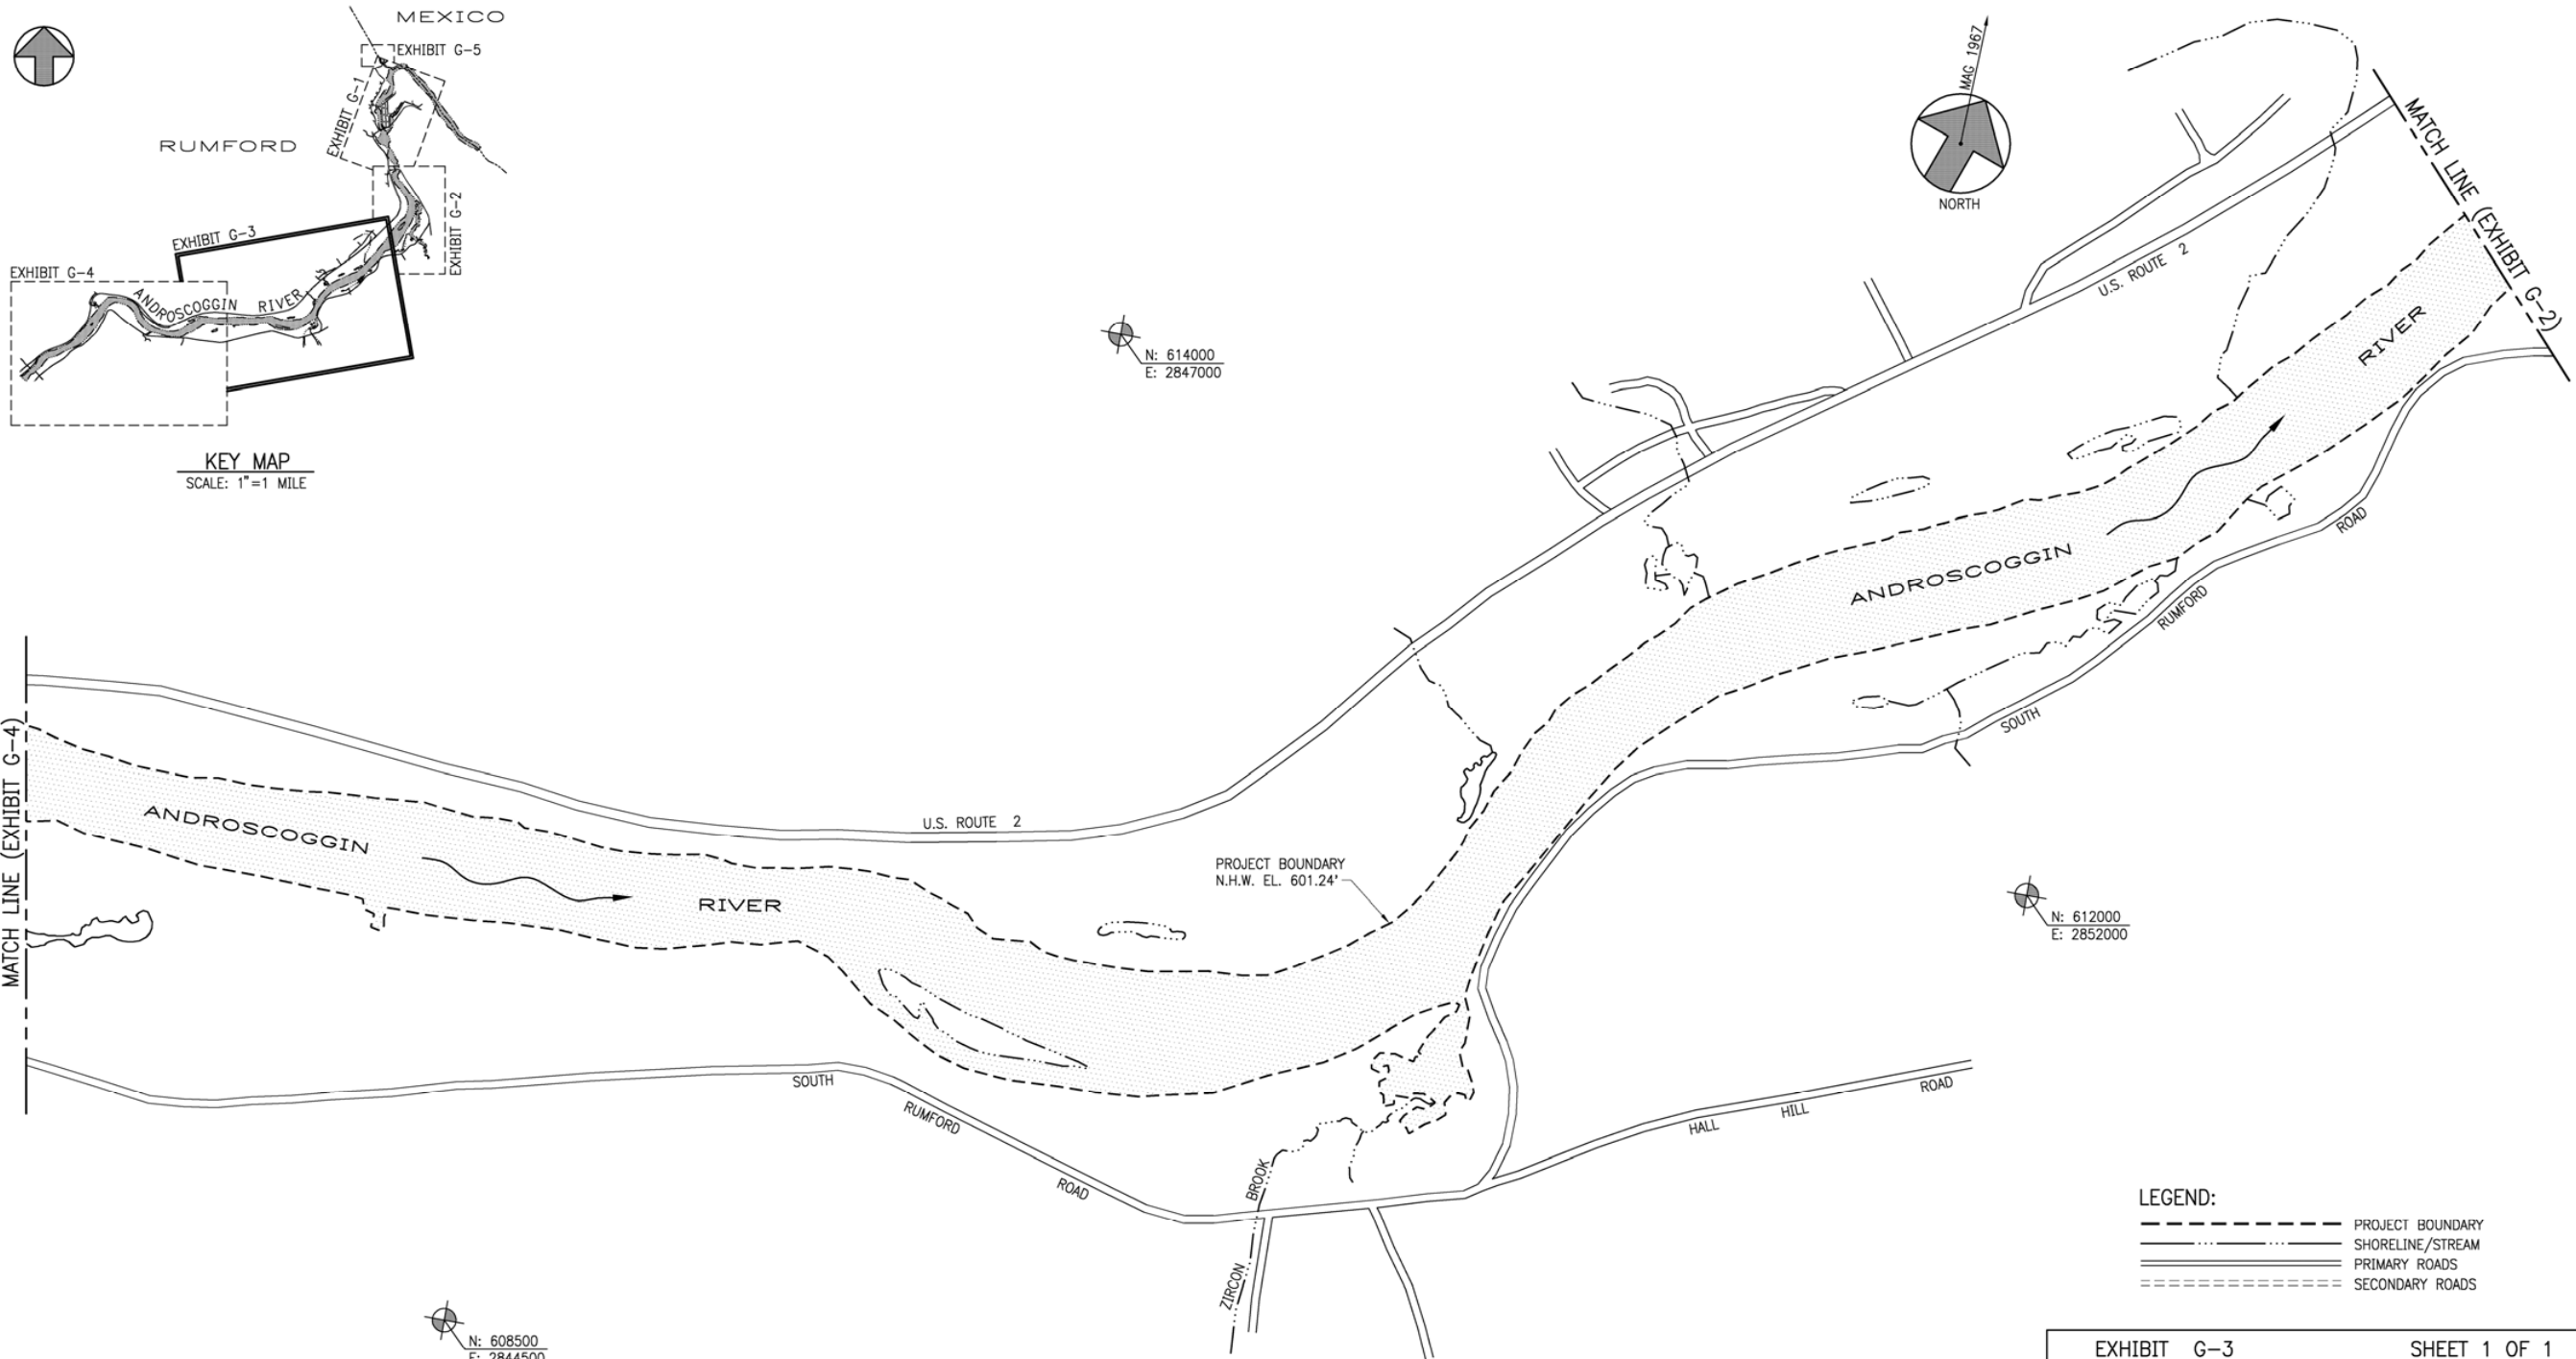 MEXICO
EXHIBIT G-5
EXHIBIT G-1
RUMFORD
EXHIBIT G-2
EXHIBIT G-3
EXHIBIT G-4
ANDROSCOGGIN RIVER
KEY MAP
SCALE: 1"=1 MILE
MAG 1967
NORTH
MATCH LINE (EXHIBIT G-2)
U.S. ROUTE 2
N: 614000
E: 2847000
RIVER
ANDROSCOGGIN
ROAD
RUMFORD
SOUTH
MATCH LINE (EXHIBIT G-4)
ANDROSCOGGIN
RIVER
U.S. ROUTE 2
PROJECT BOUNDARY
N.H.W. EL. 601.24'
N: 612000
E: 2852000
SOUTH
RUMFORD
ROAD
HALL HILL ROAD
ZIRCON BROOK
LEGEND:
PROJECT BOUNDARY
SHORELINE/STREAM
PRIMARY ROADS
SECONDARY ROADS
N: 608500
E: 2844500
EXHIBIT G-3 SHEET 1 OF 1